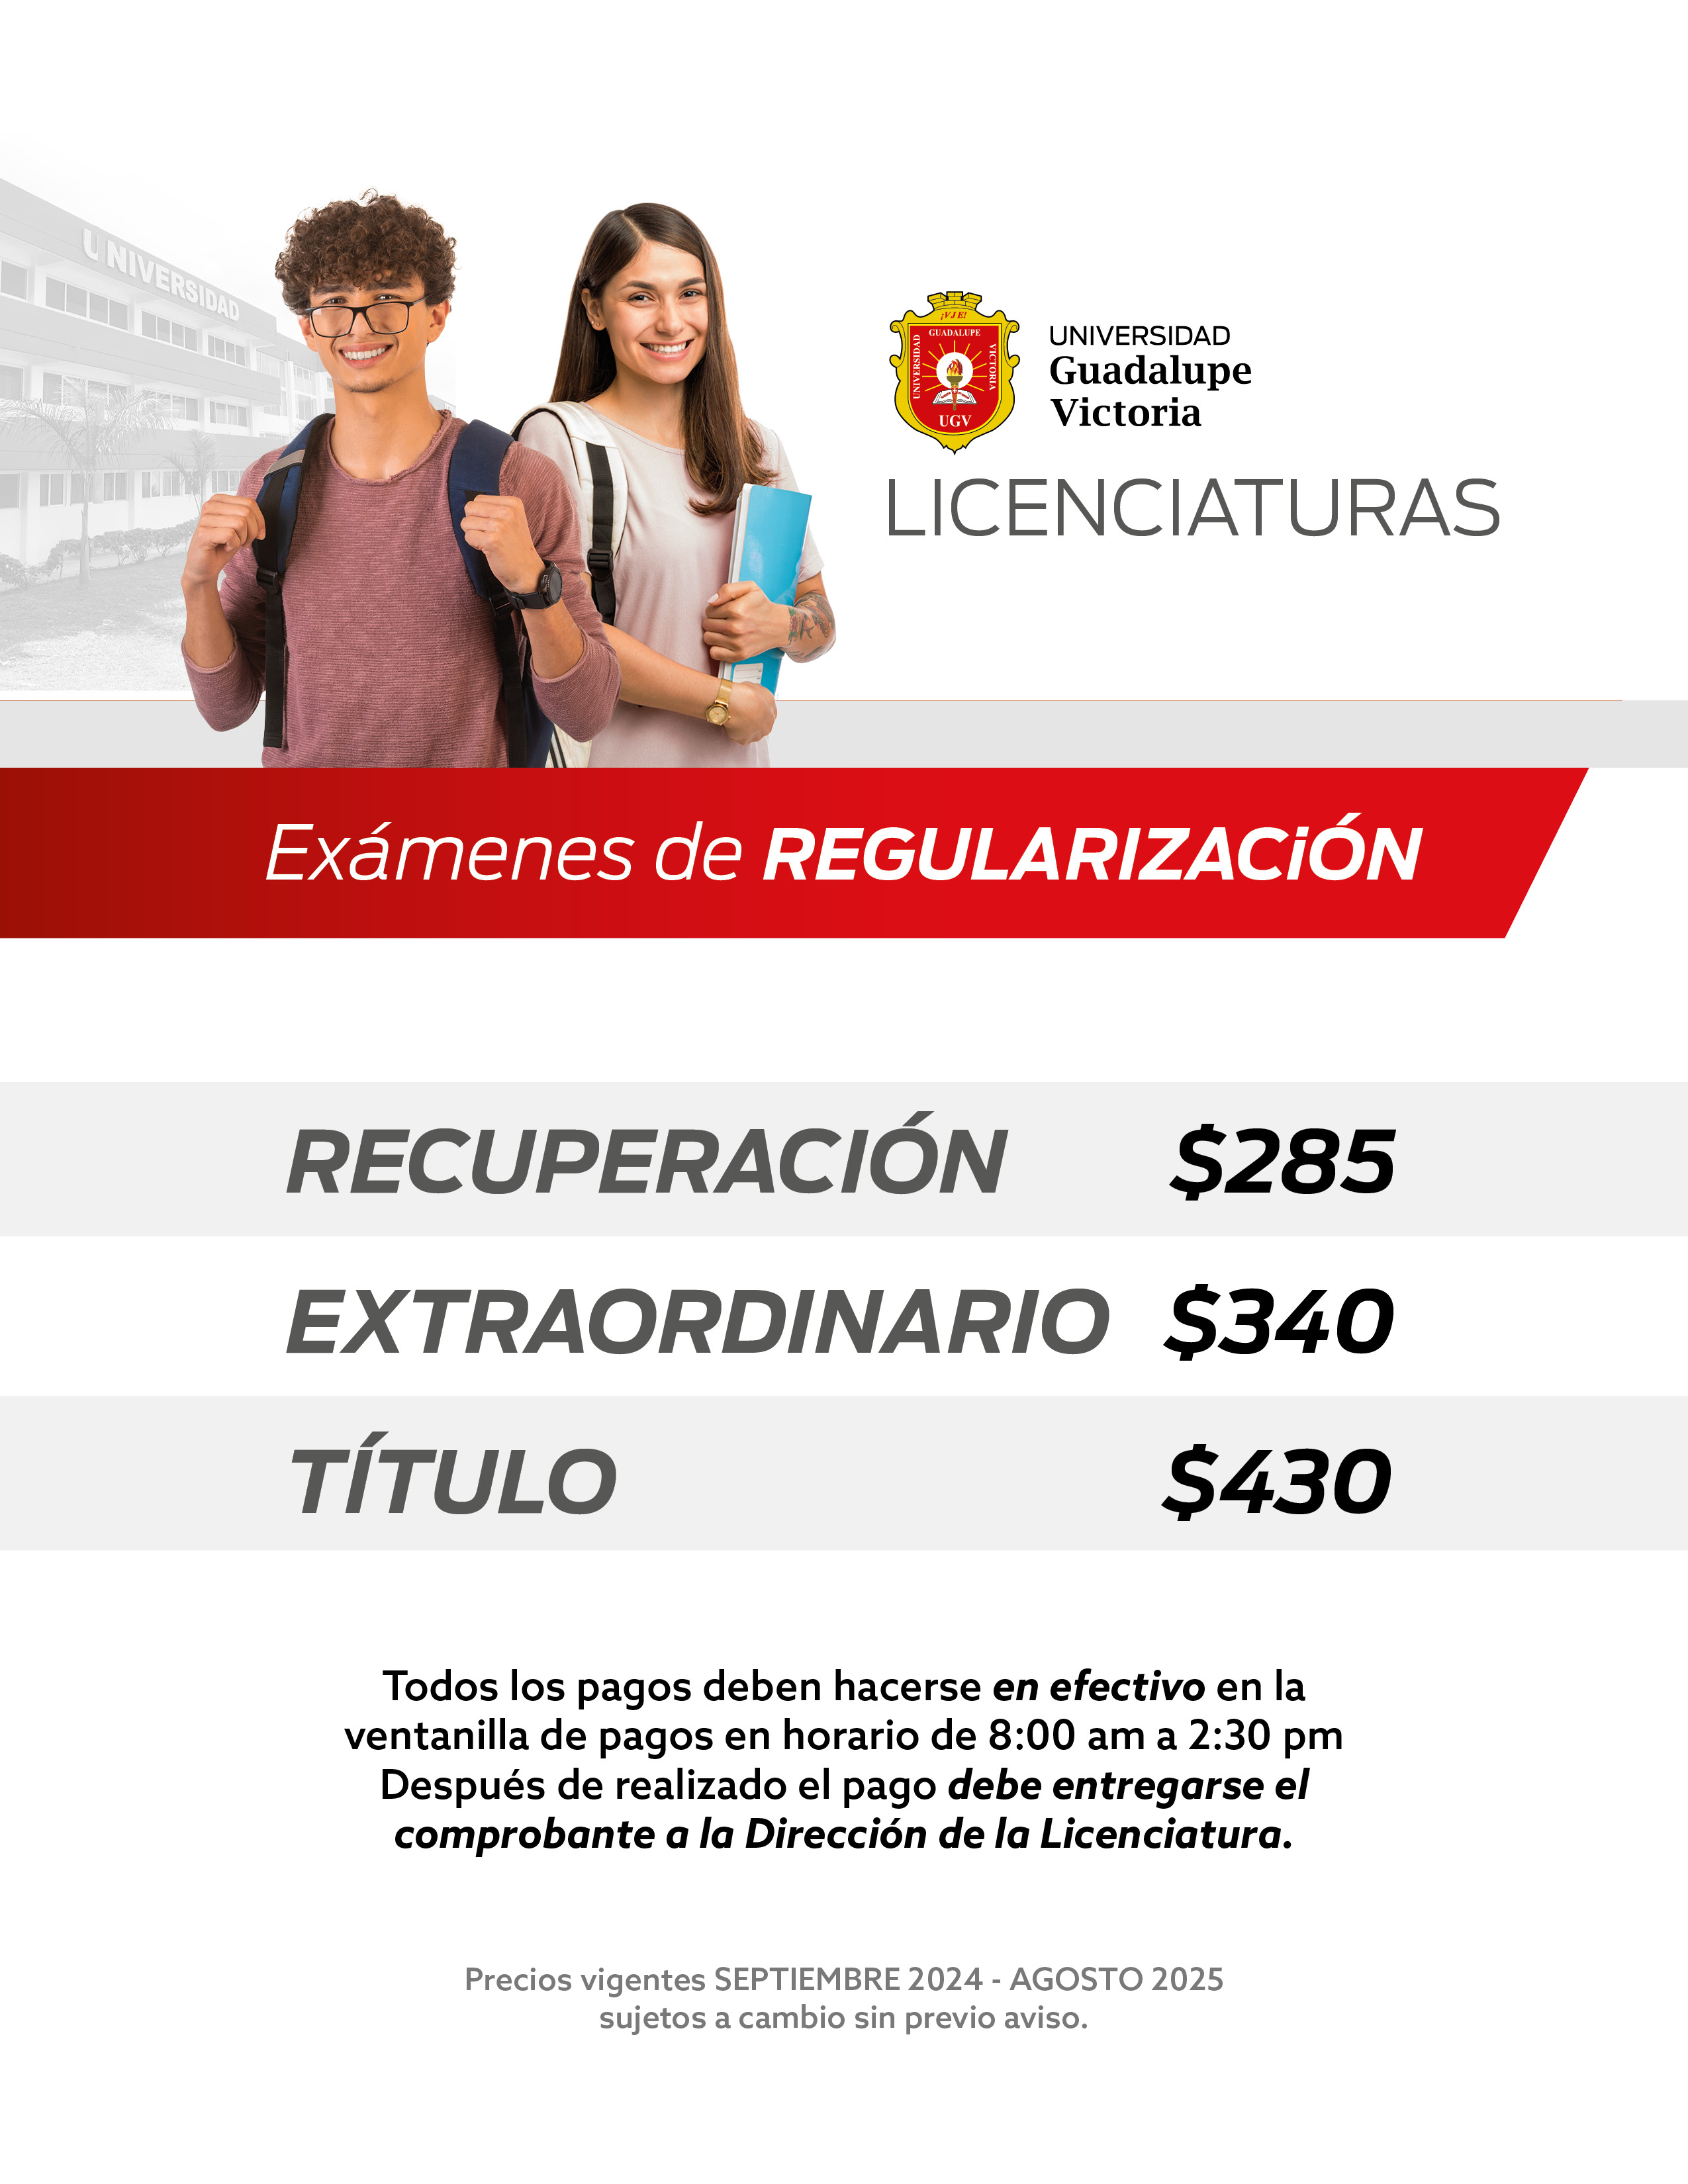 UNIVERSIDAD
¡VJE!
GUADALUPE
UNIVERSIDAD
VICTORIA
UGV
UNIVERSIDAD
Guadalupe
Victoria
LICENCIATURAS
Exámenes de REGULARIZACiÓN
RECUPERACIÓN $285
EXTRAORDINARIO $340
TÍTULO $430
Todos los pagos deben hacerse en efectivo en la
ventanilla de pagos en horario de 8:00 am a 2:30 pm
Después de realizado el pago debe entregarse el
comprobante a la Dirección de la Licenciatura.
Precios vigentes SEPTIEMBRE 2024 - AGOSTO 2025
sujetos a cambio sin previo aviso.